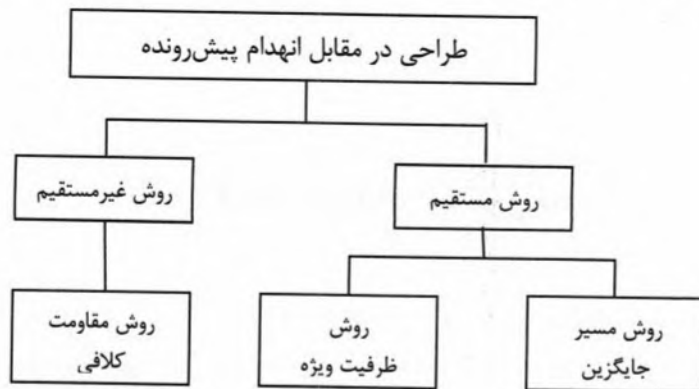 طراحی در مقابل انهدام پیش‌رونده
روش مستقیم
روش غیرمستقیم
روش مسیر
جایگزین
روش
ظرفیت ویژه
روش مقاومت
کلافی